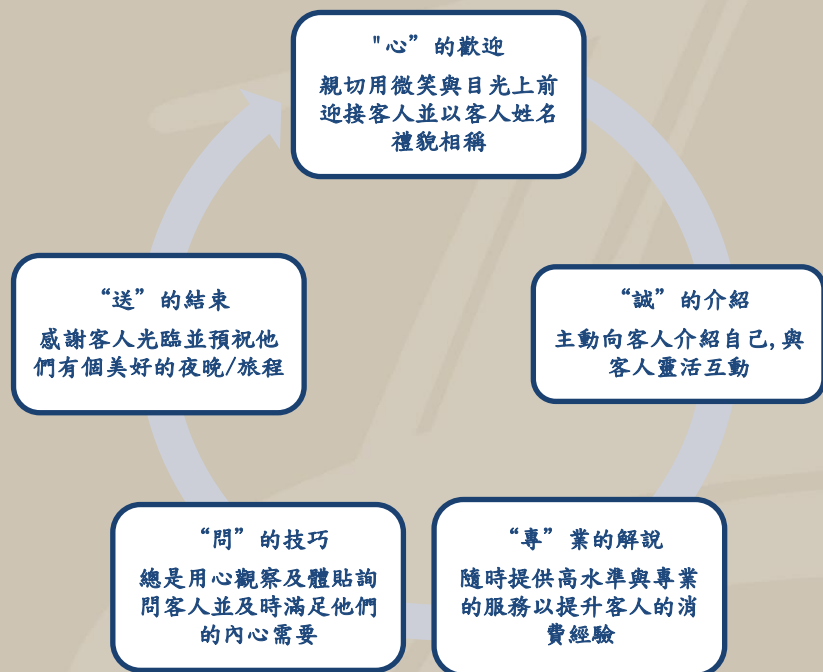 "心”的歡迎
親切用微笑與目光上前
迎接客人並以客人姓名
禮貌相稱
“誠”的介紹
主動向客人介紹自己,與
客人靈活互動
“專”業的解說
隨時提供高水準與專業
的服務以提升客人的消
費經驗
“問”的技巧
總是用心觀察及體貼詢
問客人並及時滿足他們
的內心需要
“送”的結束
感謝客人光臨並預祝他
們有個美好的夜晚/旅程